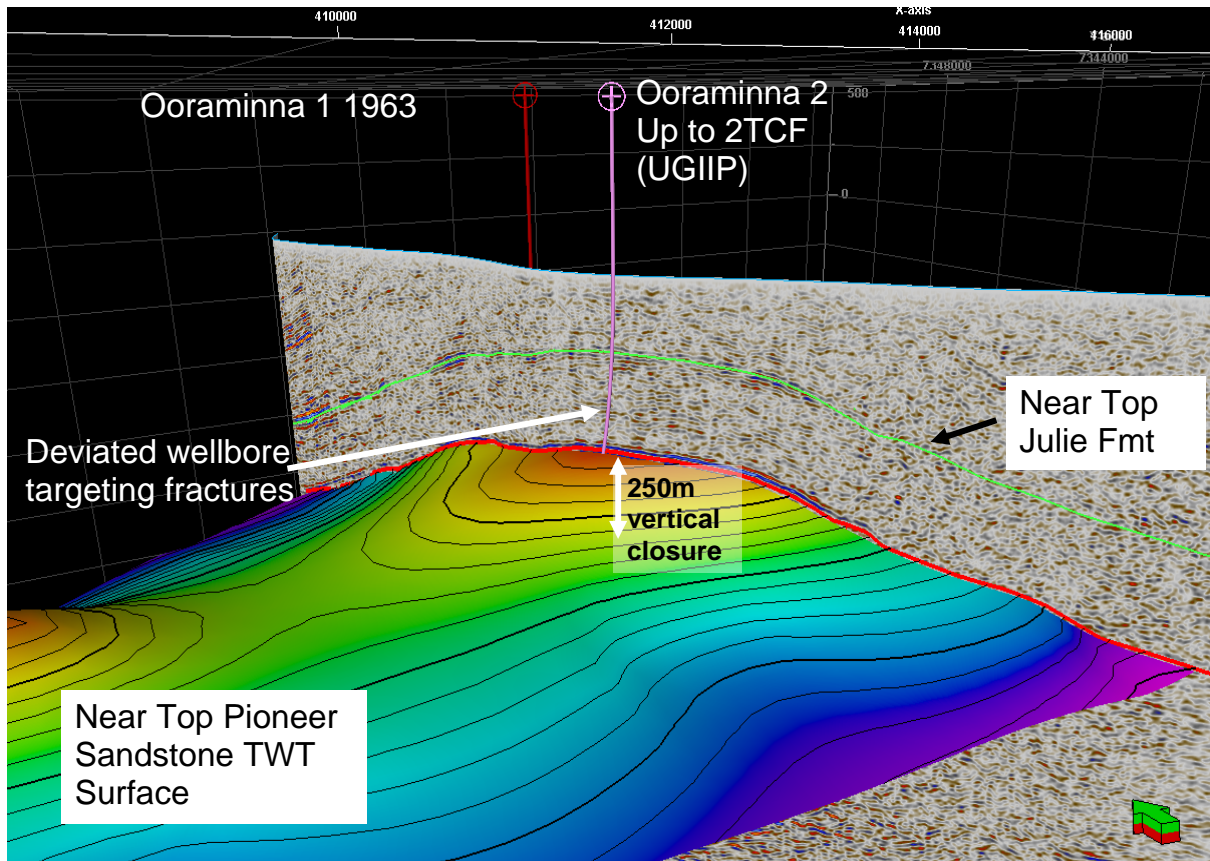 X-axis
410000
412000
414000
416000
7348000
7344000
500
0
Ooraminna 1 1963
Ooraminna 2
Up to 2TCF
(UGIIP)
Near Top
Julie Fmt
Deviated wellbore
targeting fractures
250m
vertical
closure
Near Top Pioneer
Sandstone TWT
Surface